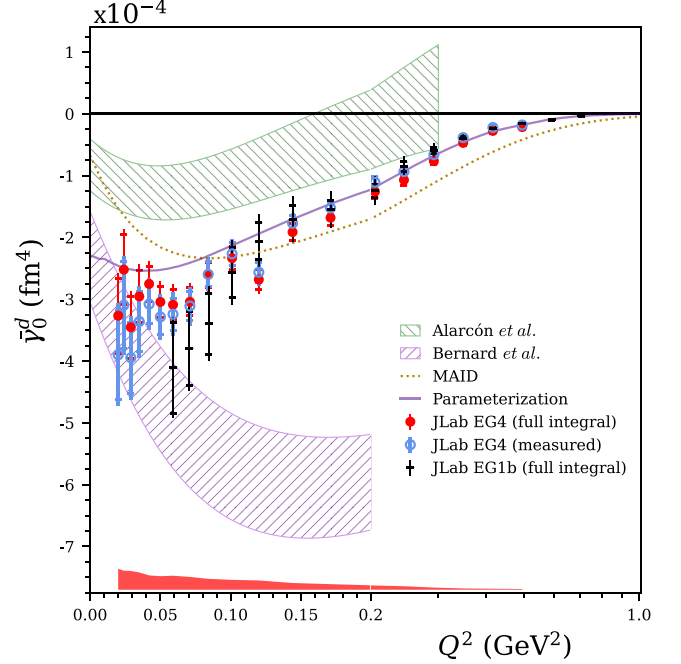 x10⁻⁴
1
0
-1
-2
-3
-4
-5
-6
-7
γ̄₀ᵈ (fm⁴)
Alarcón et al.
Bernard et al.
MAID
Parameterization
JLab EG4 (full integral)
JLab EG4 (measured)
JLab EG1b (full integral)
0.00 0.05 0.10 0.15 0.2 1.0
Q² (GeV²)